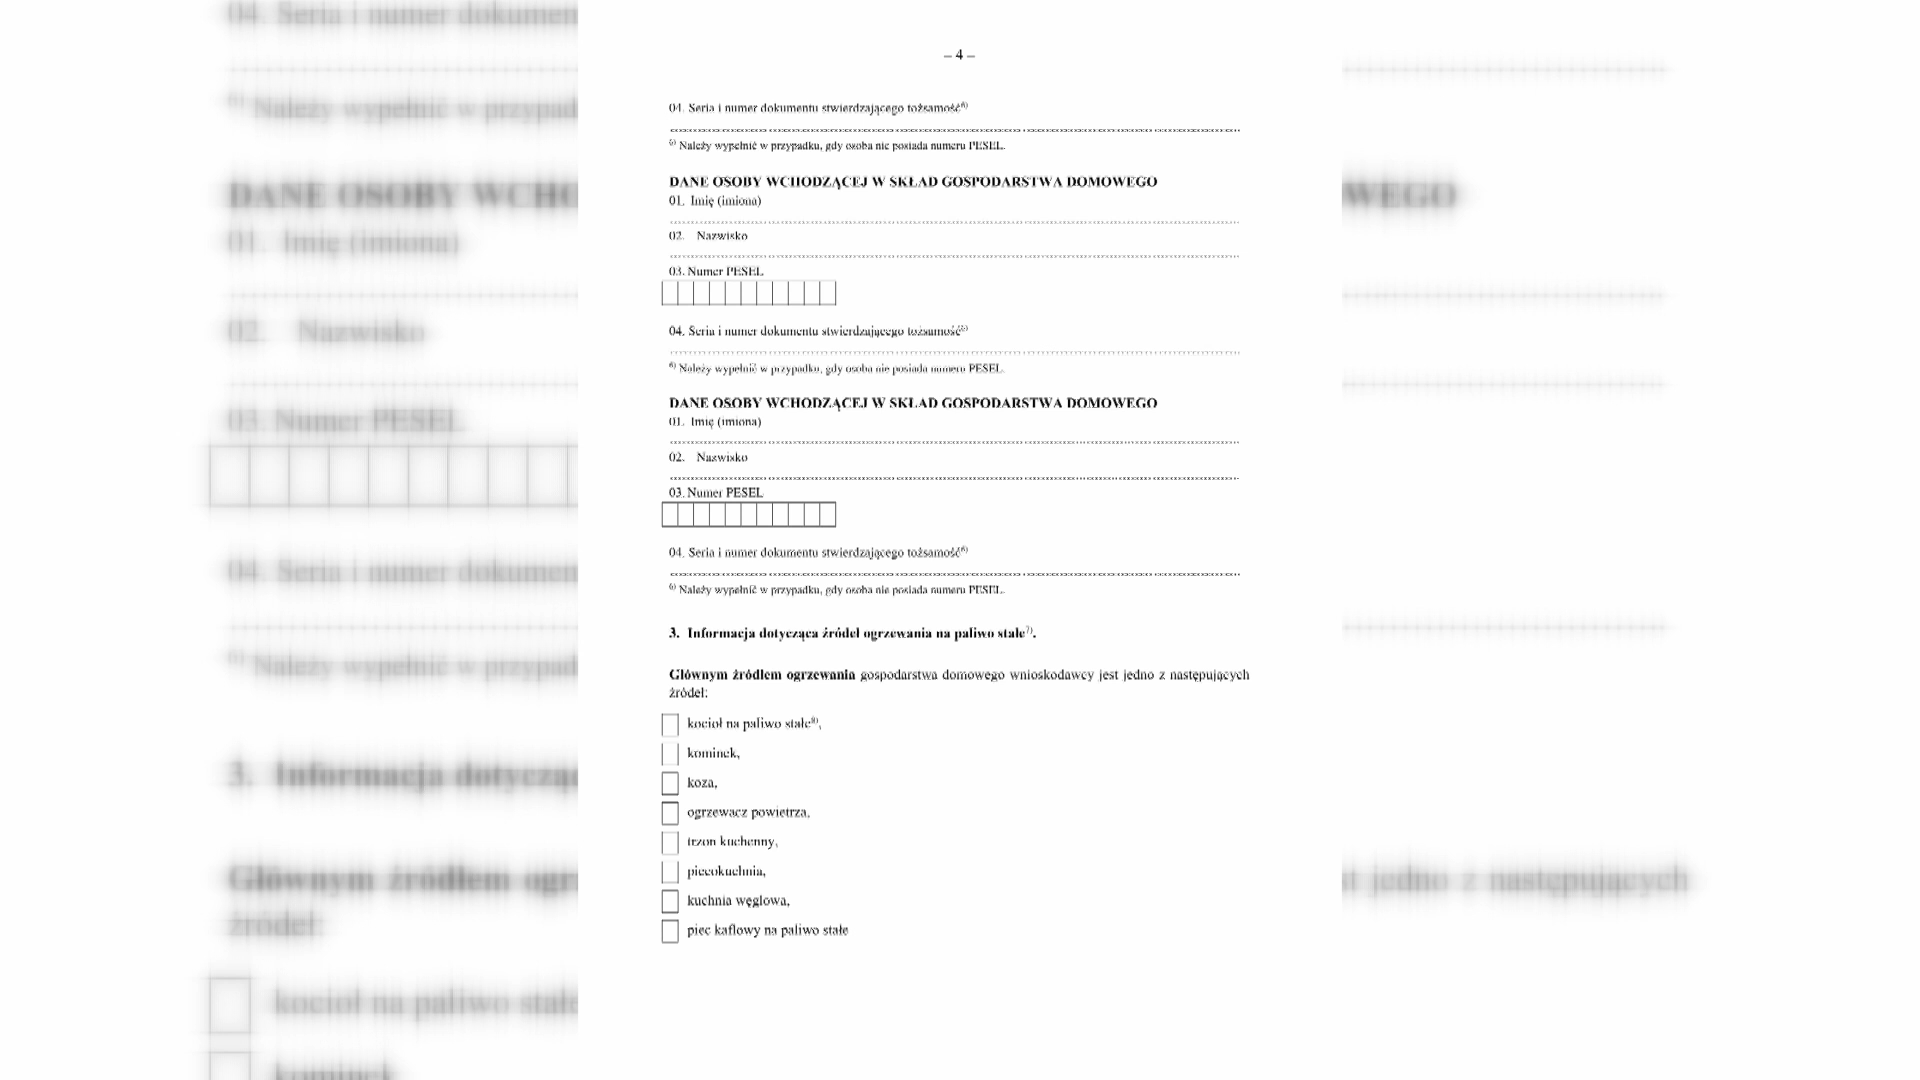 – 4 –
04. Seria i numer dokumentu stwierdzającego tożsamość⁶⁾
⁶⁾ Należy wypełnić w przypadku, gdy osoba nie posiada numeru PESEL.
DANE OSOBY WCHODZĄCEJ W SKŁAD GOSPODARSTWA DOMOWEGO
01. Imię (imiona)
02. Nazwisko
03. Numer PESEL
04. Seria i numer dokumentu stwierdzającego tożsamość⁶⁾
⁶⁾ Należy wypełnić w przypadku, gdy osoba nie posiada numeru PESEL.
DANE OSOBY WCHODZĄCEJ W SKŁAD GOSPODARSTWA DOMOWEGO
01. Imię (imiona)
02. Nazwisko
03. Numer PESEL
04. Seria i numer dokumentu stwierdzającego tożsamość⁶⁾
⁶⁾ Należy wypełnić w przypadku, gdy osoba nie posiada numeru PESEL.
3. Informacja dotycząca źródeł ogrzewania na paliwo stałe⁷⁾.
Głównym źródłem ogrzewania gospodarstwa domowego wnioskodawcy jest jedno z następujących
źródeł:
kocioł na paliwo stałe⁸⁾,
kominek,
koza,
ogrzewacz powietrza,
trzon kuchenny,
piecokuchnia,
kuchnia węglowa,
piec kaflowy na paliwo stałe